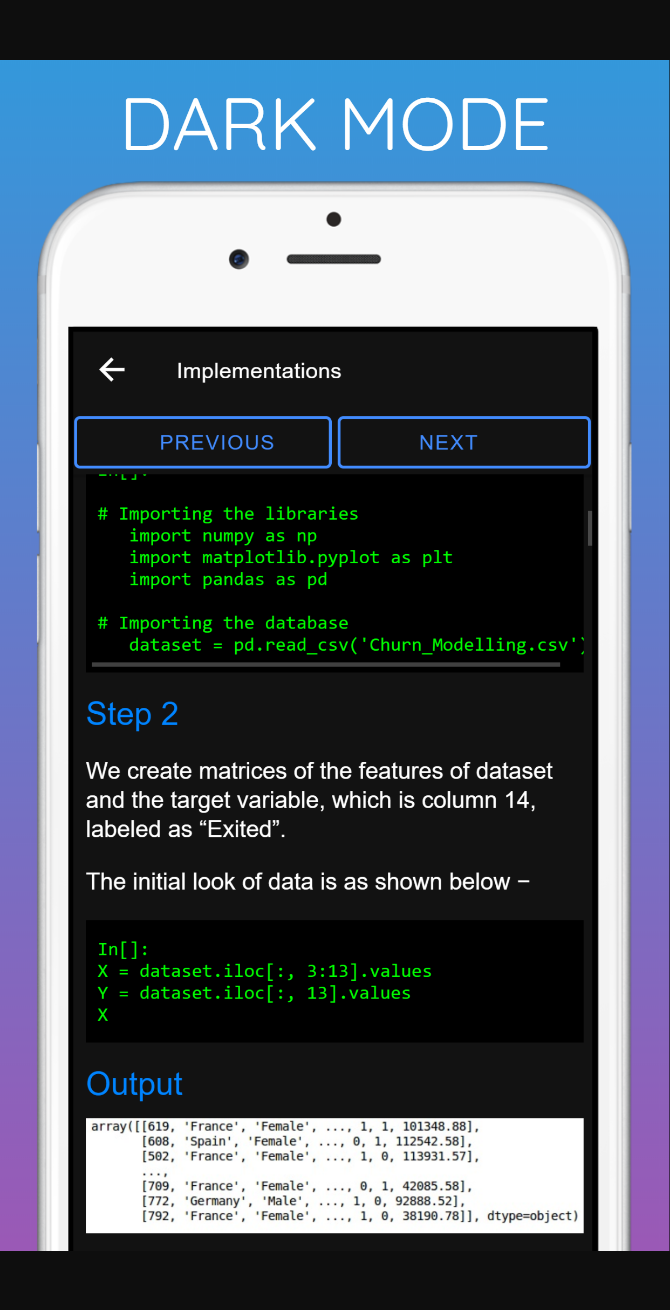 DARK MODE
Implementations
PREVIOUS NEXT
In[]:
# Importing the libraries
import numpy as np
import matplotlib.pyplot as plt
import pandas as pd
# Importing the database
dataset = pd.read_csv('Churn_Modelling.csv')
Step 2
We create matrices of the features of dataset
and the target variable, which is column 14,
labeled as “Exited”.
The initial look of data is as shown below −
In[]:
X = dataset.iloc[:, 3:13].values
Y = dataset.iloc[:, 13].values
X
Output
array([[619, 'France', 'Female', ..., 1, 1, 101348.88],
[608, 'Spain', 'Female', ..., 0, 1, 112542.58],
[502, 'France', 'Female', ..., 1, 0, 113931.57],
...,
[709, 'France', 'Female', ..., 0, 1, 42085.58],
[772, 'Germany', 'Male', ..., 1, 0, 92888.52],
[792, 'France', 'Female', ..., 1, 0, 38190.78]], dtype=object)